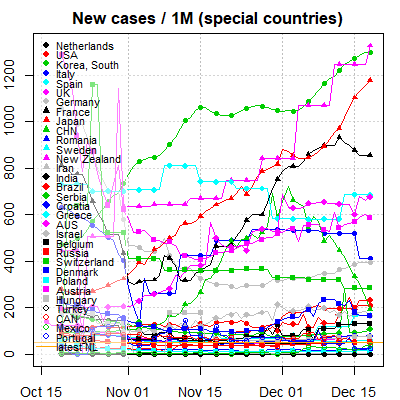 New cases / 1M (special countries)
1200
1000
800
600
400
200
0
Netherlands
USA
Korea, South
Italy
Spain
UK
Germany
France
Japan
CHN
Romania
Sweden
New Zealand
Iran
India
Brazil
Serbia
Croatia
Greece
AUS
Israel
Belgium
Russia
Switzerland
Denmark
Poland
Austria
Hungary
Turkey
CAN
Mexico
Portugal
latest NL
Oct 15
Nov 01
Nov 15
Dec 01
Dec 15